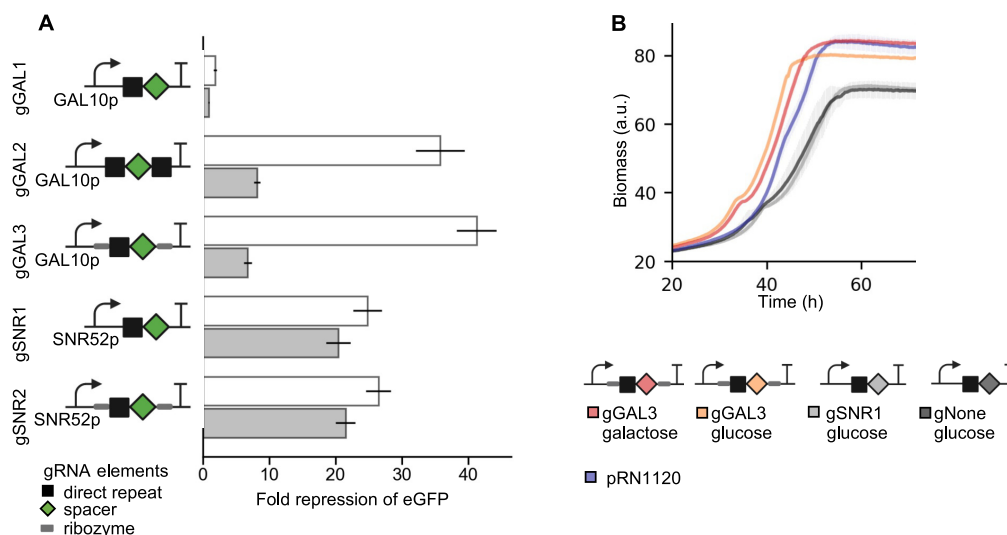 A
gGAL1
GAL10p
gGAL2
GAL10p
gGAL3
GAL10p
gSNR1
SNR52p
gSNR2
SNR52p
0
10
20
30
40
Fold repression of eGFP
gRNA elements
direct repeat
spacer
ribozyme
B
Biomass (a.u.)
80
60
40
20
20
40
60
Time (h)
gGAL3
galactose
gGAL3
glucose
gSNR1
glucose
gNone
glucose
pRN1120